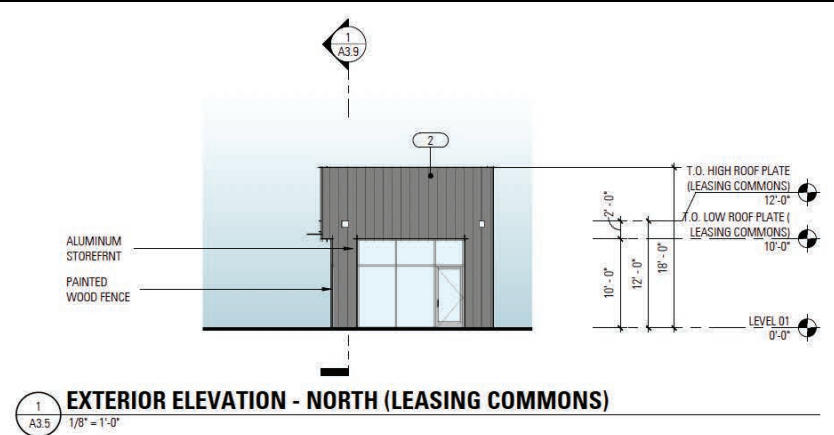 1
A3.9
2
T.O. HIGH ROOF PLATE
(LEASING COMMONS)
12'-0"
T.O. LOW ROOF PLATE (
LEASING COMMONS)
10'-0"
2' - 0"
10' - 0"
12' - 0"
18' - 0"
ALUMINUM
STOREFRNT
PAINTED
WOOD FENCE
LEVEL 01
0'-0"
1
A3.5
EXTERIOR ELEVATION - NORTH (LEASING COMMONS)
1/8" = 1'-0"